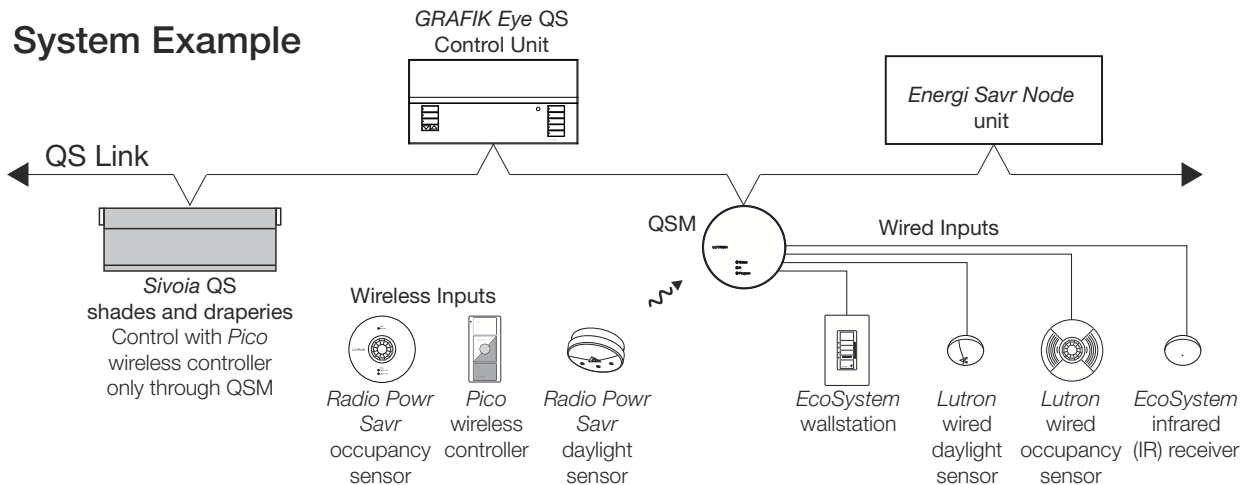 System Example
GRAFIK Eye QS
Control Unit
Energi Savr Node
unit
QS Link
QSM
Wired Inputs
Sivoia QS
shades and draperies
Control with Pico
wireless controller
only through QSM
Wireless Inputs
Radio Powr
Savr
occupancy
sensor
Pico
wireless
controller
Radio Powr
Savr
daylight
sensor
EcoSystem
wallstation
Lutron
wired
daylight
sensor
Lutron
wired
occupancy
sensor
EcoSystem
infrared
(IR) receiver